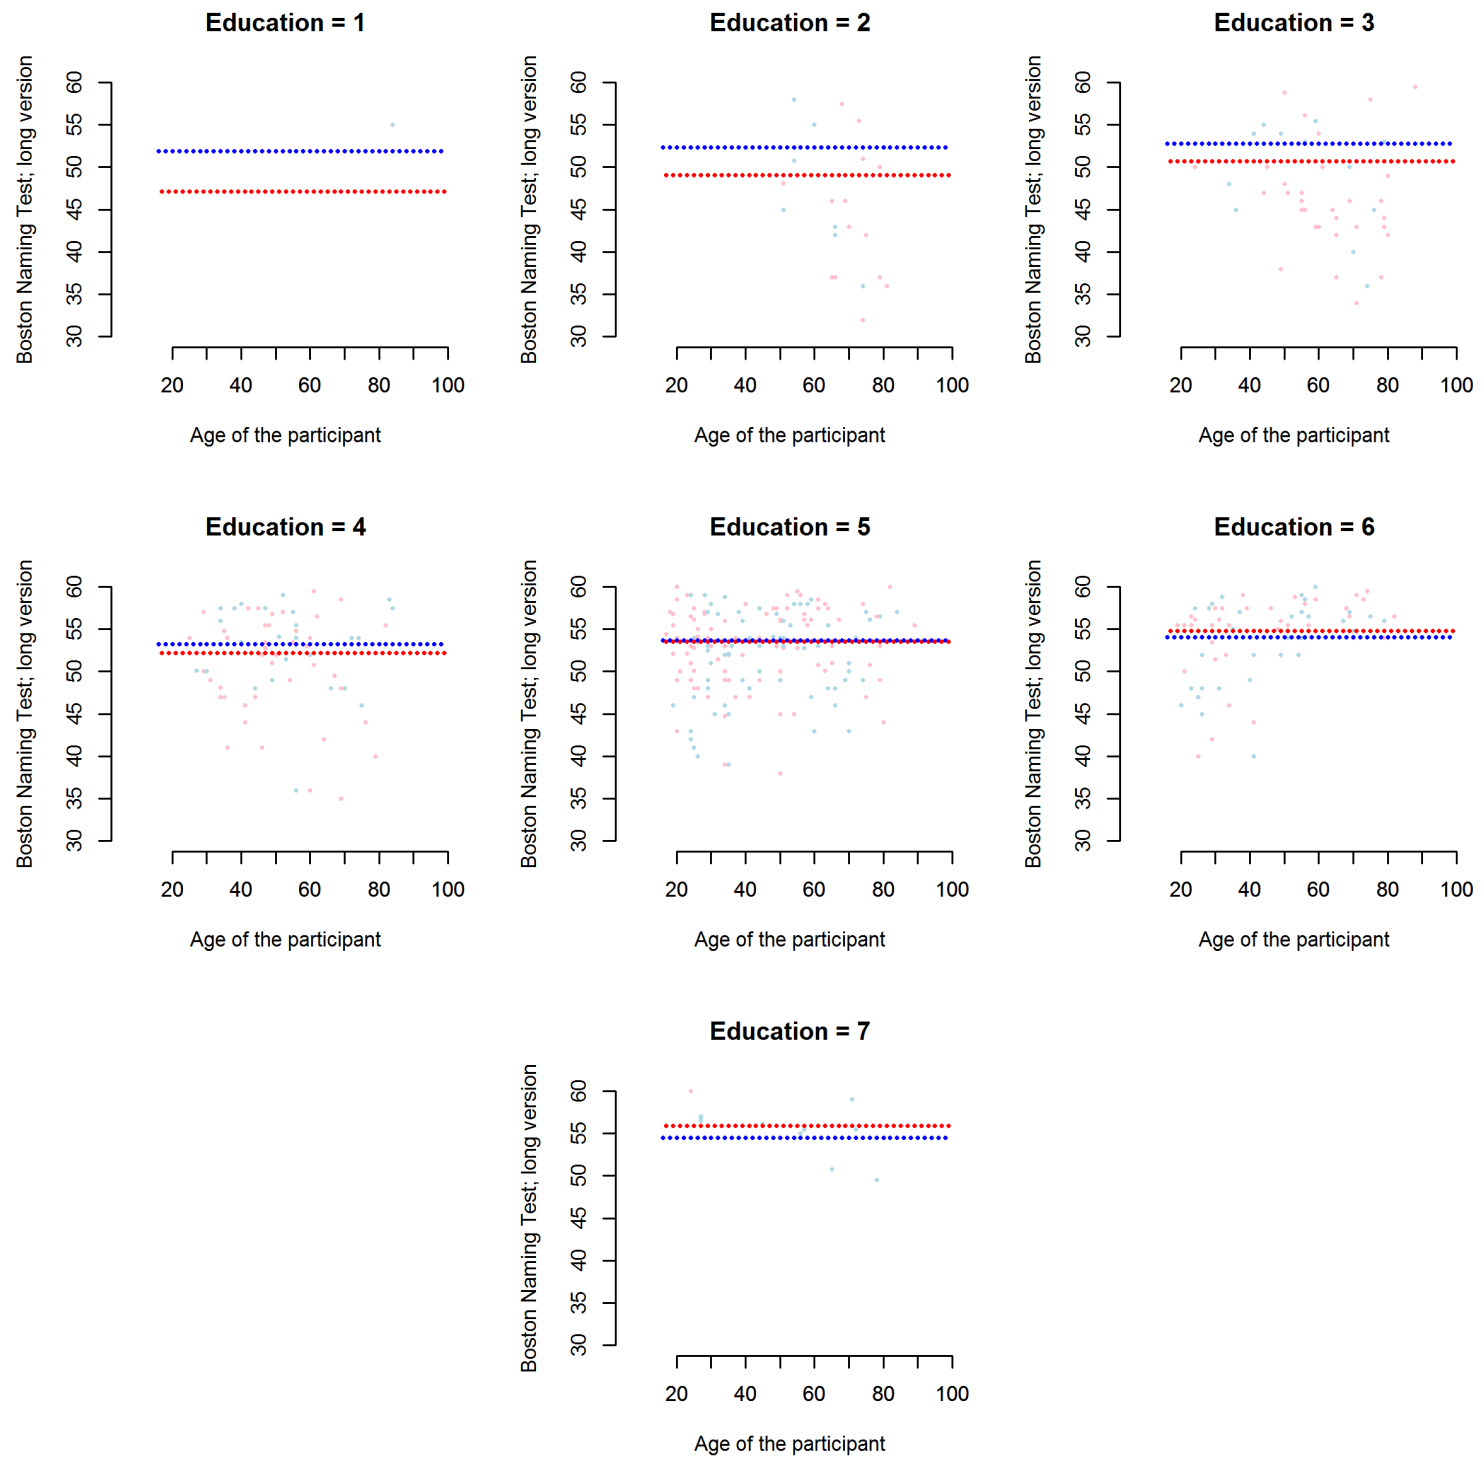 Education = 1
Boston Naming Test; long version
60
55
50
45
40
35
30
20 40 60 80 100
Age of the participant
Education = 2
Boston Naming Test; long version
60
55
50
45
40
35
30
20 40 60 80 100
Age of the participant
Education = 3
Boston Naming Test; long version
60
55
50
45
40
35
30
20 40 60 80 100
Age of the participant
Education = 4
Boston Naming Test; long version
60
55
50
45
40
35
30
20 40 60 80 100
Age of the participant
Education = 5
Boston Naming Test; long version
60
55
50
45
40
35
30
20 40 60 80 100
Age of the participant
Education = 6
Boston Naming Test; long version
60
55
50
45
40
35
30
20 40 60 80 100
Age of the participant
Education = 7
Boston Naming Test; long version
60
55
50
45
40
35
30
20 40 60 80 100
Age of the participant